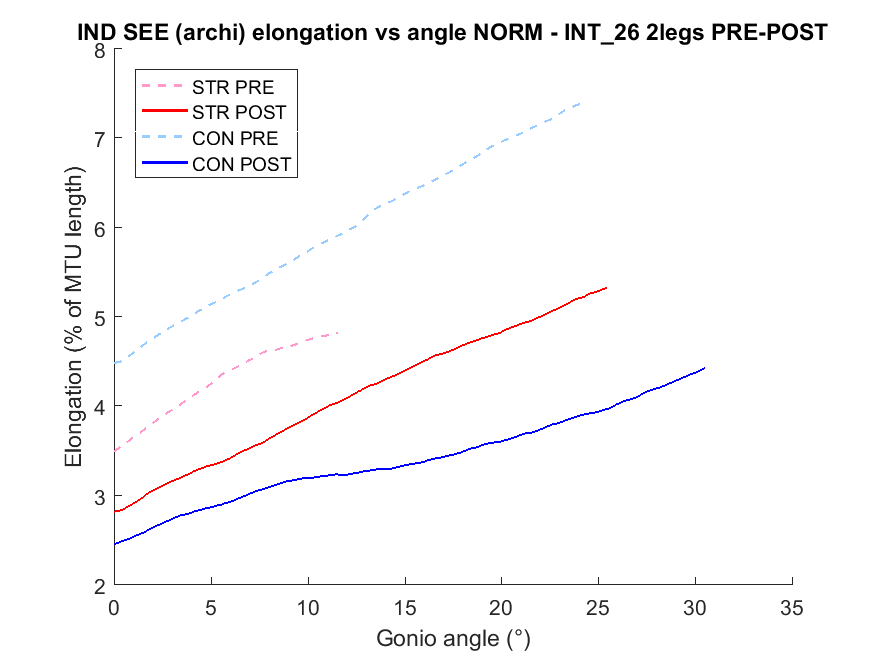 IND SEE (archi) elongation vs angle NORM - INT_26 2legs PRE-POST
8
7
6
5
4
3
2
Elongation (% of MTU length)
STR PRE
STR POST
CON PRE
CON POST
0 5 10 15 20 25 30 35
Gonio angle (°)